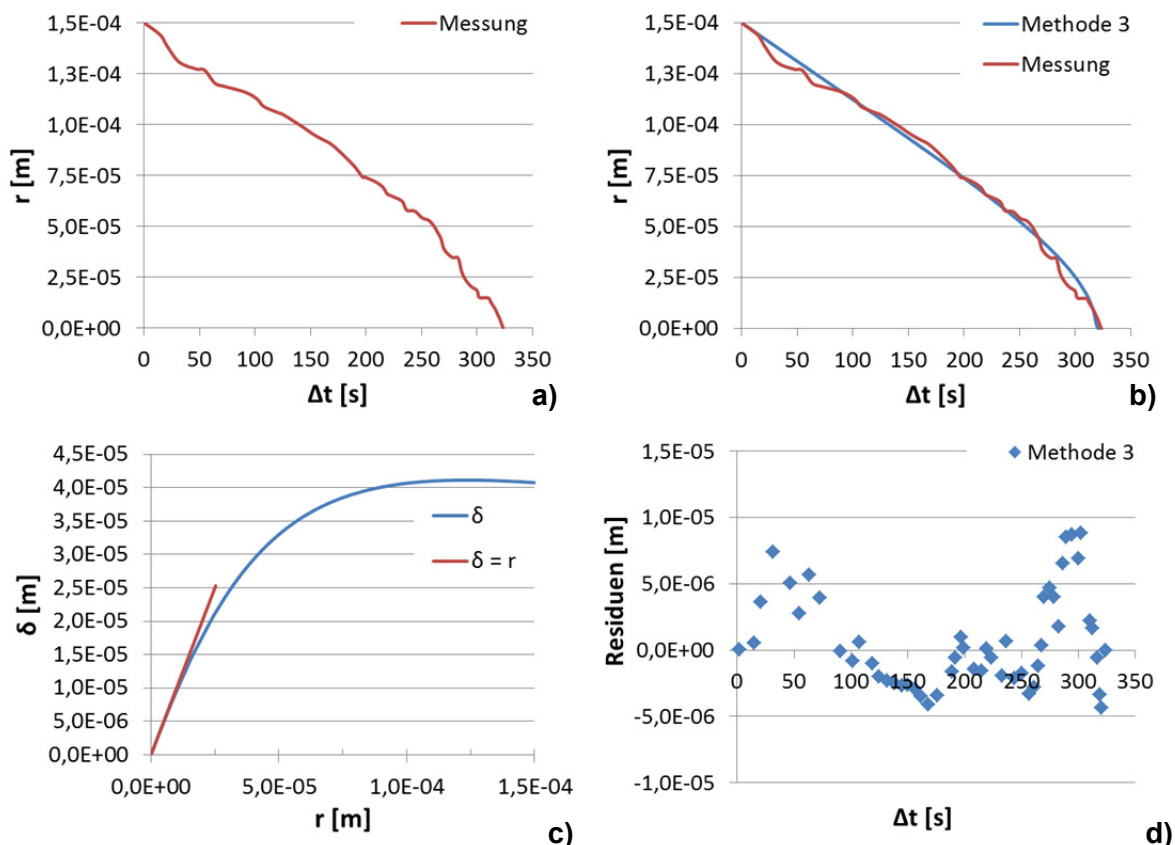 1,5E-04
1,3E-04
1,0E-04
7,5E-05
5,0E-05
2,5E-05
0,0E+00
r [m]
Messung
0 50 100 150 200 250 300 350
Δt [s]
a)
1,5E-04
1,3E-04
1,0E-04
7,5E-05
5,0E-05
2,5E-05
0,0E+00
r [m]
Methode 3
Messung
0 50 100 150 200 250 300 350
Δt [s]
b)
4,5E-05
4,0E-05
3,5E-05
3,0E-05
2,5E-05
2,0E-05
1,5E-05
1,0E-05
5,0E-06
0,0E+00
δ [m]
δ
δ = r
0,0E+00 5,0E-05 1,0E-04 1,5E-04
r [m]
c)
1,5E-05
1,0E-05
5,0E-06
0,0E+00
-5,0E-06
-1,0E-05
Residuen [m]
Methode 3
0 50 100 150 200 250 300 350
Δt [s]
d)